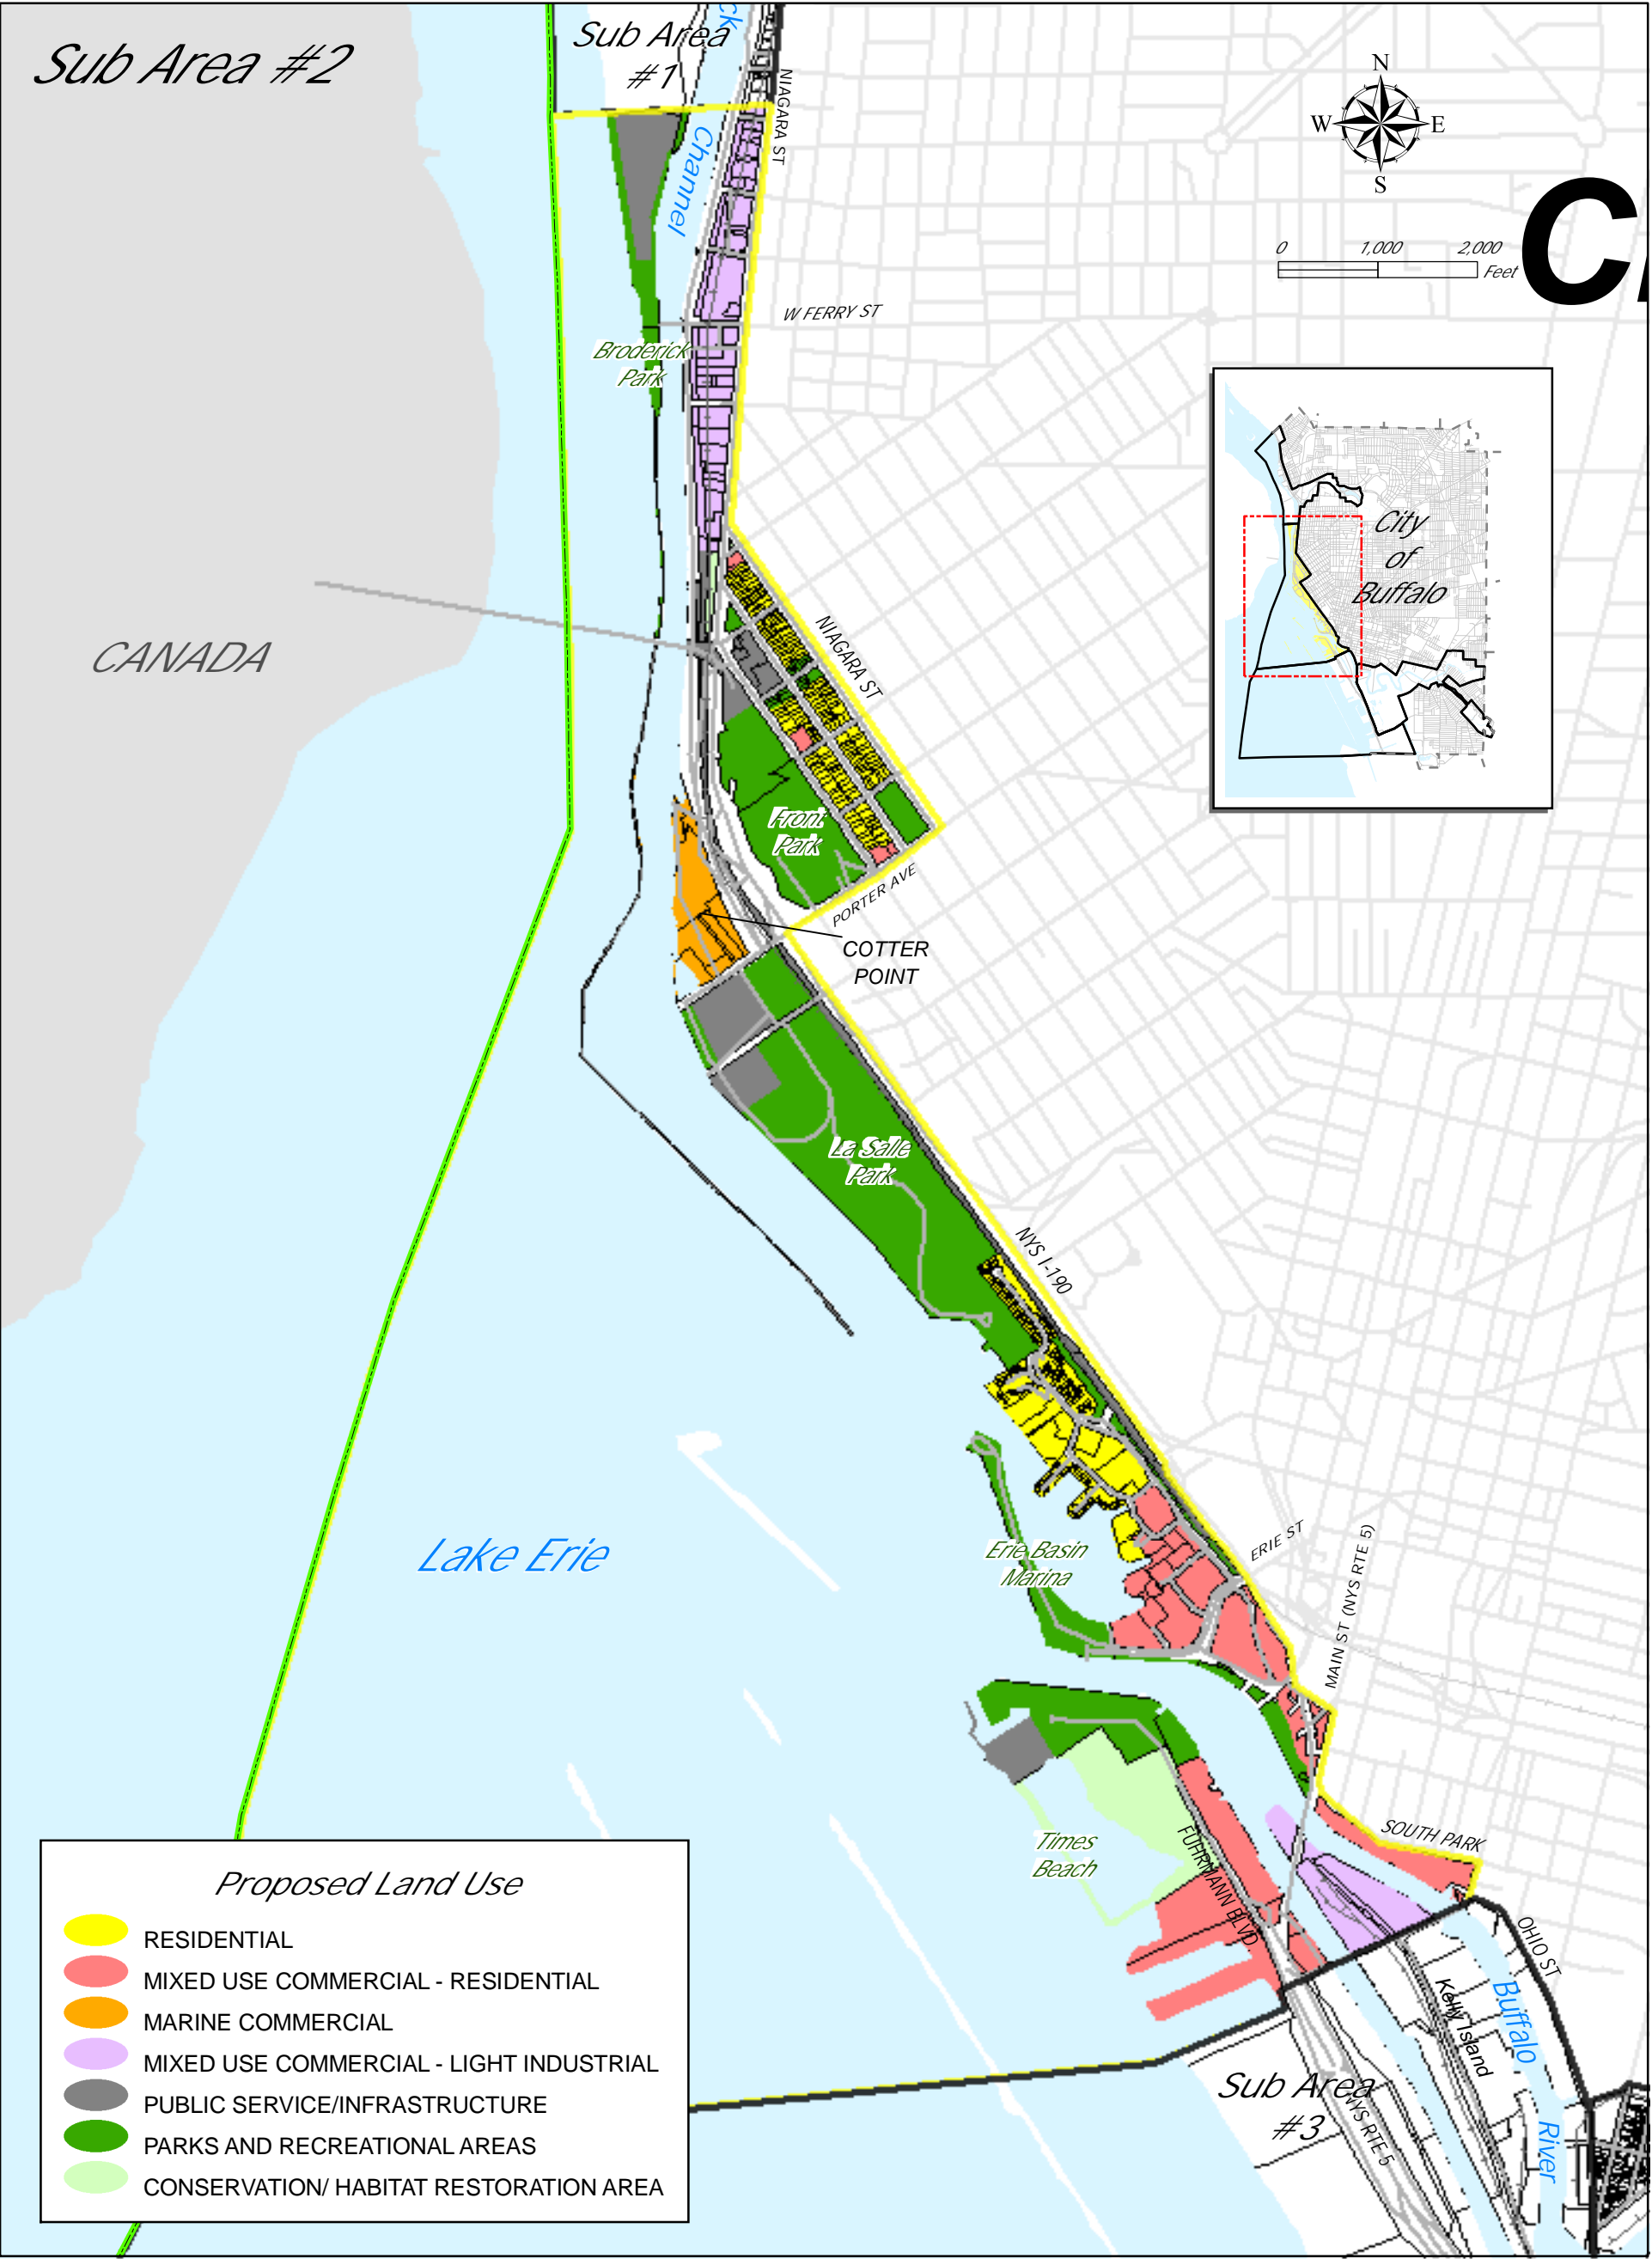 Sub Area #2
Sub Area
#1
ck
Channel
NIAGARA ST
N
W
E
S
0
1,000
2,000
Feet
C
W FERRY ST
Broderick
Park
City
of
Buffalo
CANADA
NIAGARA ST
Front
Park
PORTER AVE
COTTER
POINT
La Salle
Park
NYS I-190
Lake Erie
Erie Basin
Marina
ERIE ST
MAIN ST (NYS RTE 5)
Times
Beach
FUHRMANN BLVD.
SOUTH PARK
OHIO ST
Kelly Island
Buffalo
River
Sub Area
#3
NYS RTE 5
Proposed Land Use
RESIDENTIAL
MIXED USE COMMERCIAL - RESIDENTIAL
MARINE COMMERCIAL
MIXED USE COMMERCIAL - LIGHT INDUSTRIAL
PUBLIC SERVICE/INFRASTRUCTURE
PARKS AND RECREATIONAL AREAS
CONSERVATION/ HABITAT RESTORATION AREA